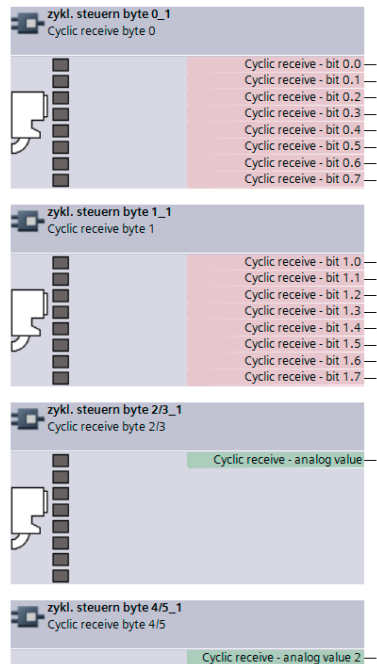 zykl. steuern byte 0_1
Cyclic receive byte 0
Cyclic receive - bit 0.0
Cyclic receive - bit 0.1
Cyclic receive - bit 0.2
Cyclic receive - bit 0.3
Cyclic receive - bit 0.4
Cyclic receive - bit 0.5
Cyclic receive - bit 0.6
Cyclic receive - bit 0.7
zykl. steuern byte 1_1
Cyclic receive byte 1
Cyclic receive - bit 1.0
Cyclic receive - bit 1.1
Cyclic receive - bit 1.2
Cyclic receive - bit 1.3
Cyclic receive - bit 1.4
Cyclic receive - bit 1.5
Cyclic receive - bit 1.6
Cyclic receive - bit 1.7
zykl. steuern byte 2/3_1
Cyclic receive byte 2/3
Cyclic receive - analog value
zykl. steuern byte 4/5_1
Cyclic receive byte 4/5
Cyclic receive - analog value 2